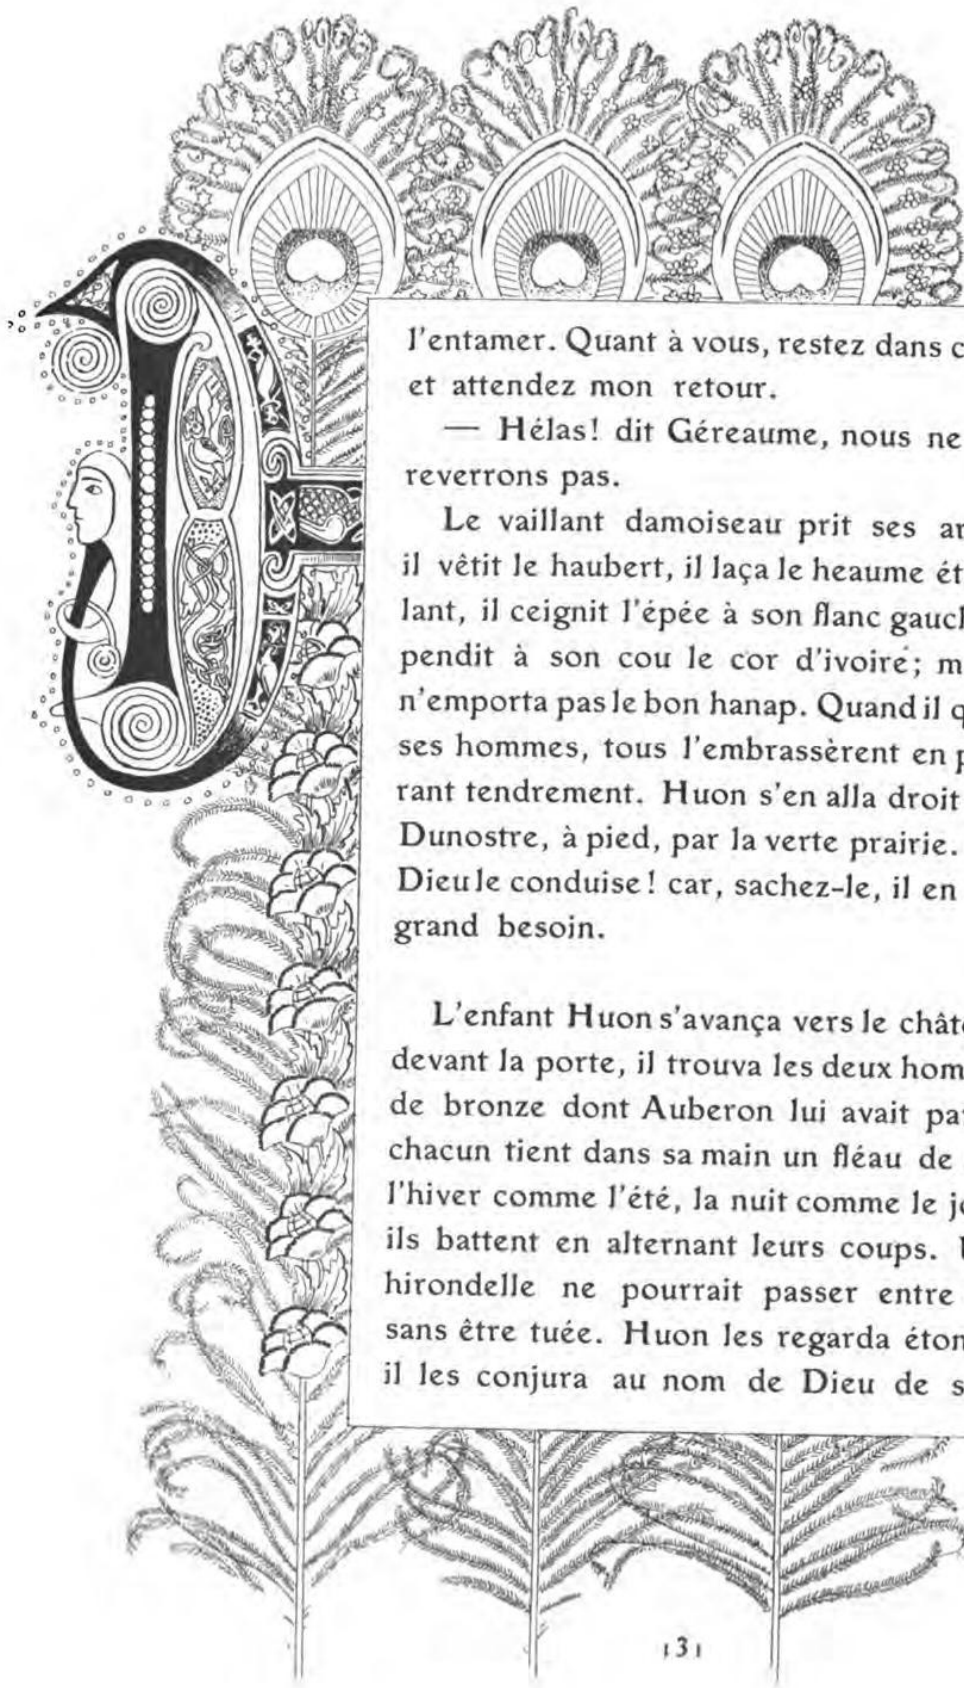 l'entamer. Quant à vous, restez dans c
et attendez mon retour.
— Hélas! dit Géreaume, nous ne
reverrons pas.
Le vaillant damoiseau prit ses ar
il vêtit le haubert, il laça le heaume ét
lant, il ceignit l'épée à son flanc gauch
pendit à son cou le cor d'ivoire; m
n'emporta pas le bon hanap. Quand il q
ses hommes, tous l'embrassèrent en p
rant tendrement. Huon s'en alla droit
Dunostre, à pied, par la verte prairie.
Dieu le conduise! car, sachez-le, il en
grand besoin.
L'enfant Huon s'avança vers le chât
devant la porte, il trouva les deux hom
de bronze dont Auberon lui avait pa
chacun tient dans sa main un fléau de
l'hiver comme l'été, la nuit comme le jo
ils battent en alternant leurs coups.
hirondelle ne pourrait passer entre
sans être tuée. Huon les regarda éton
il les conjura au nom de Dieu de s
131